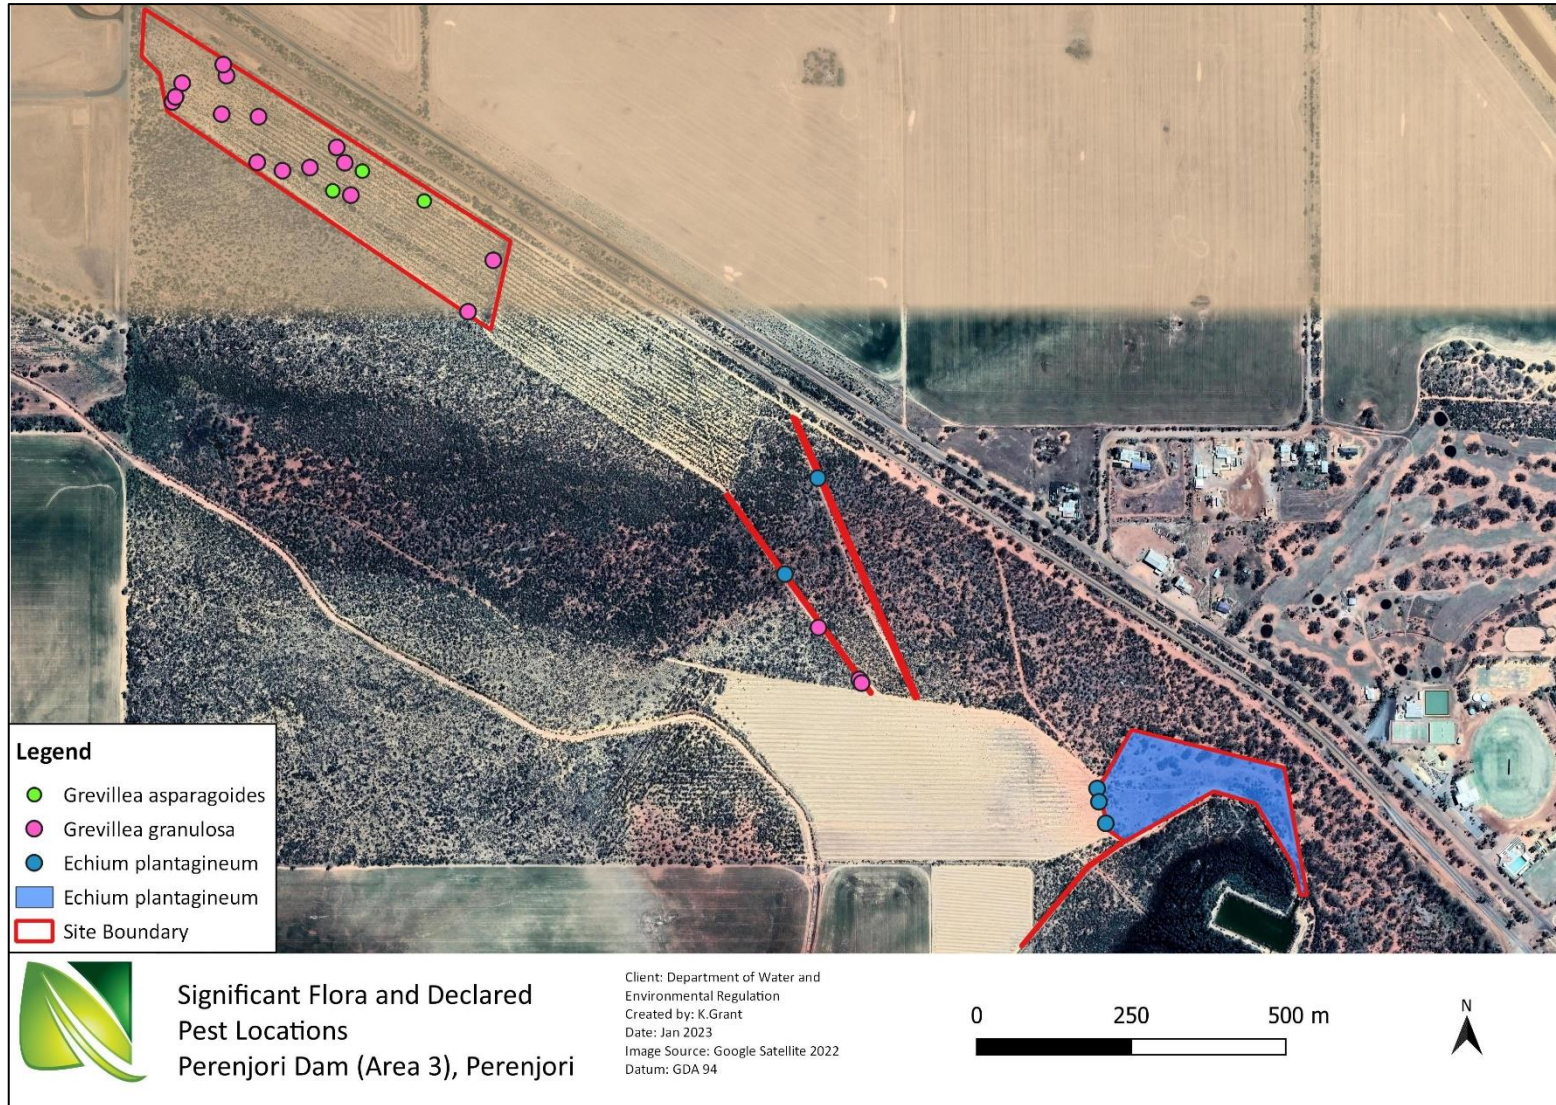 Legend
Grevillea asparagoides
Grevillea granulosa
Echium plantagineum
Echium plantagineum
Site Boundary
Significant Flora and Declared
Pest Locations
Perenjori Dam (Area 3), Perenjori
Client: Department of Water and
Environmental Regulation
Created by: K.Grant
Date: Jan 2023
Image Source: Google Satellite 2022
Datum: GDA 94
0 250 500 m
N